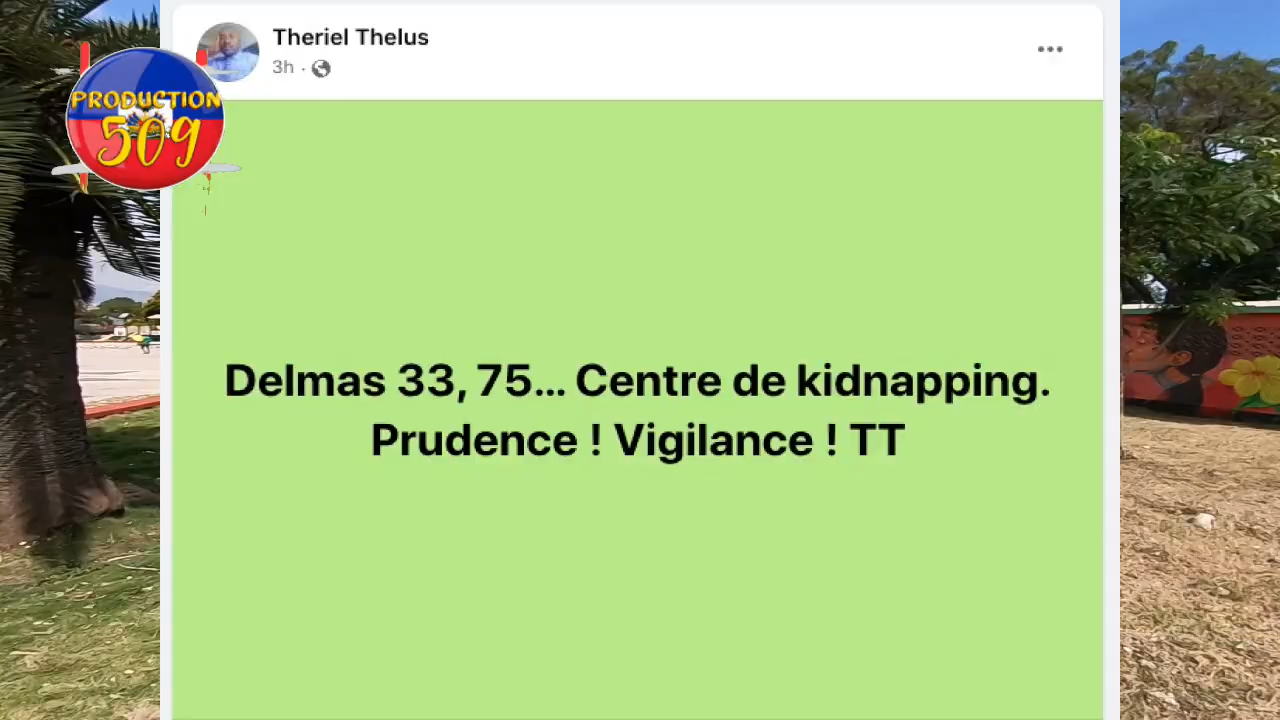 Theriel Thelus
3h ·
PRODUCTION
509
Delmas 33, 75... Centre de kidnapping.
Prudence ! Vigilance ! TT